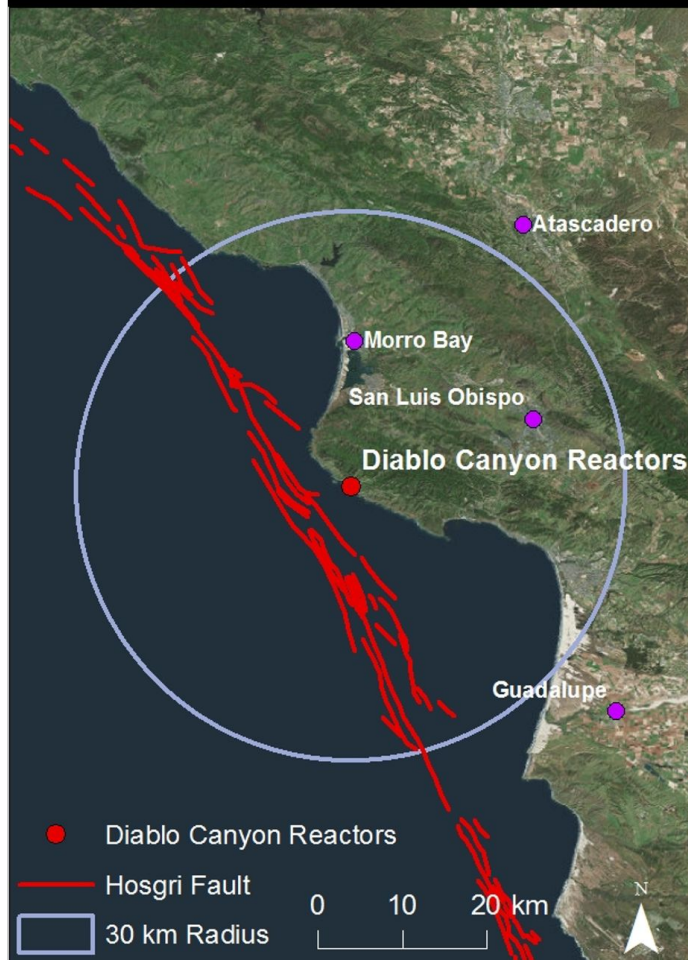 Atascadero
Morro Bay
San Luis Obispo
Diablo Canyon Reactors
Guadalupe
Diablo Canyon Reactors
Hosgri Fault
30 km Radius
0 10 20 km
N